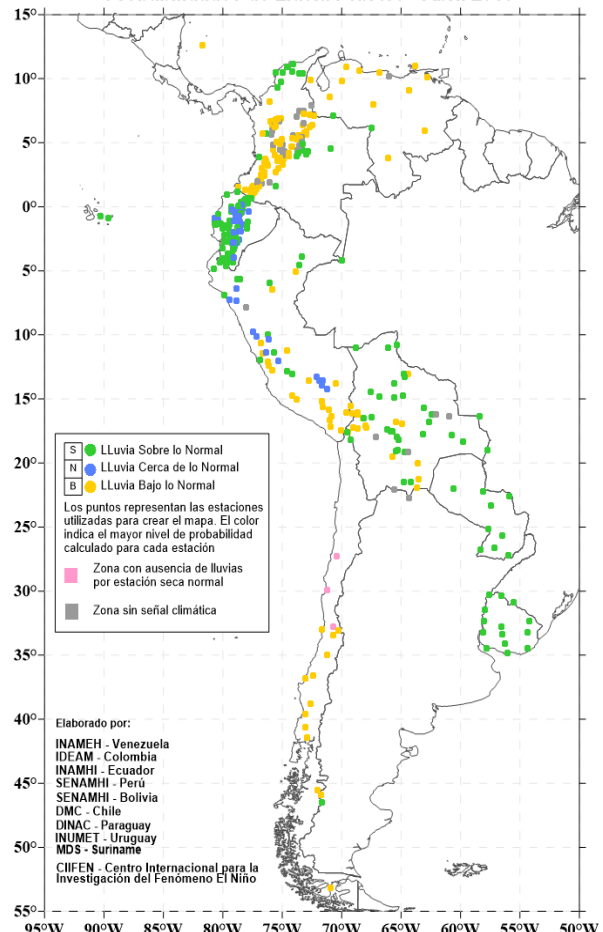 15°
10°
5°
0°
5°
10°
15°
20°
25°
30°
35°
40°
45°
50°
55°
S LLuvia Sobre lo Normal
N LLuvia Cerca de lo Normal
B LLuvia Bajo lo Normal
Los puntos representan las estaciones
utilizadas para crear el mapa. El color
indica el mayor nivel de probabilidad
calculado para cada estación
Zona con ausencia de lluvias
por estación seca normal
Zona sin señal climática
Elaborado por:
INAMEH - Venezuela
IDEAM - Colombia
INAMHI - Ecuador
SENAMHI - Perú
SENAMHI - Bolivia
DMC - Chile
DINAC - Paraguay
INUMET - Uruguay
MDS - Suriname
CIIFEN - Centro Internacional para la
Investigación del Fenómeno El Niño
95°W 90°W 85°W 80°W 75°W 70°W 65°W 60°W 55°W 50°W